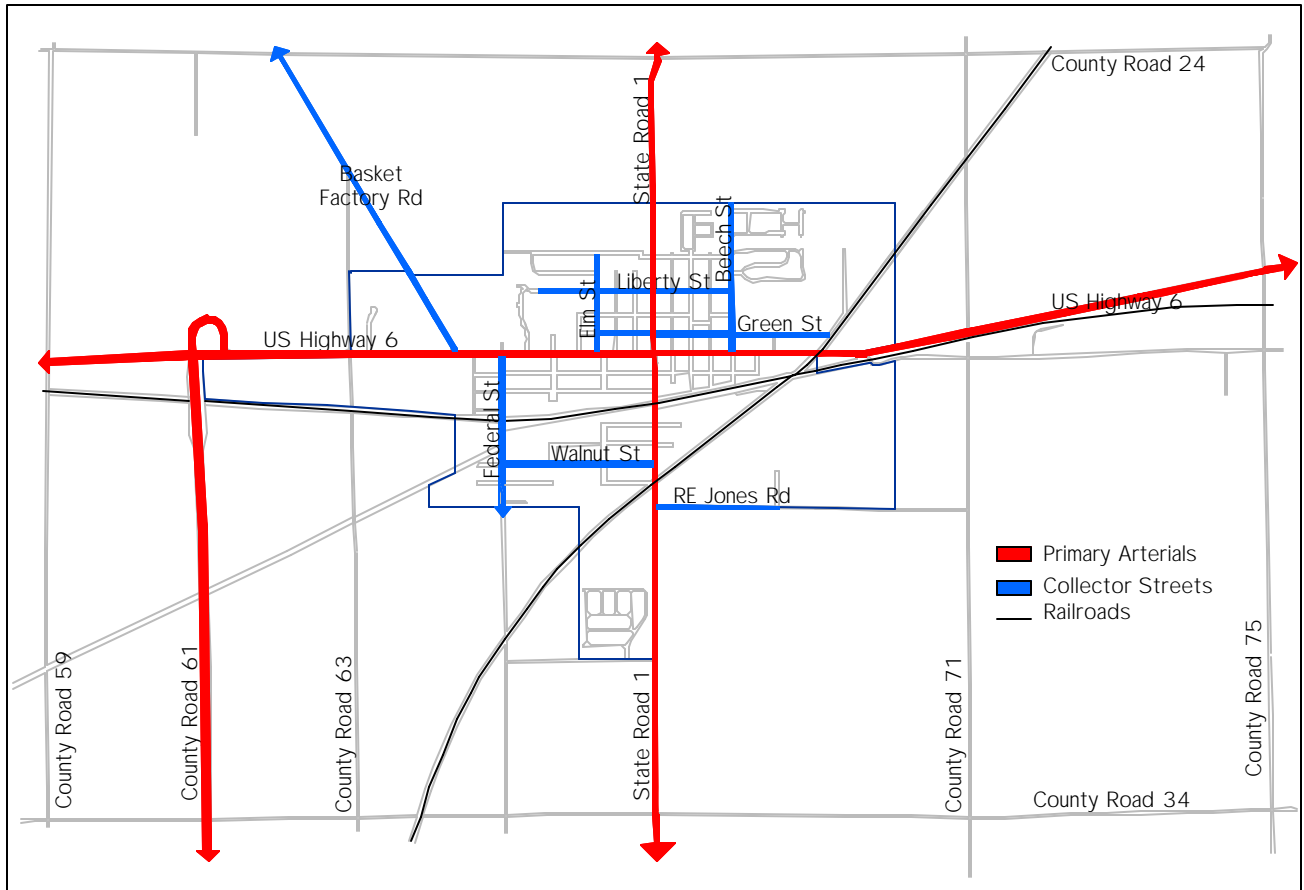 County Road 24
State Road 1
Basket
Factory Rd
Beech St
Liberty St
Elm St
Green St
US Highway 6
US Highway 6
Federal St
Walnut St
RE Jones Rd
Primary Arterials
Collector Streets
Railroads
County Road 59
County Road 61
County Road 63
State Road 1
County Road 71
County Road 75
County Road 34